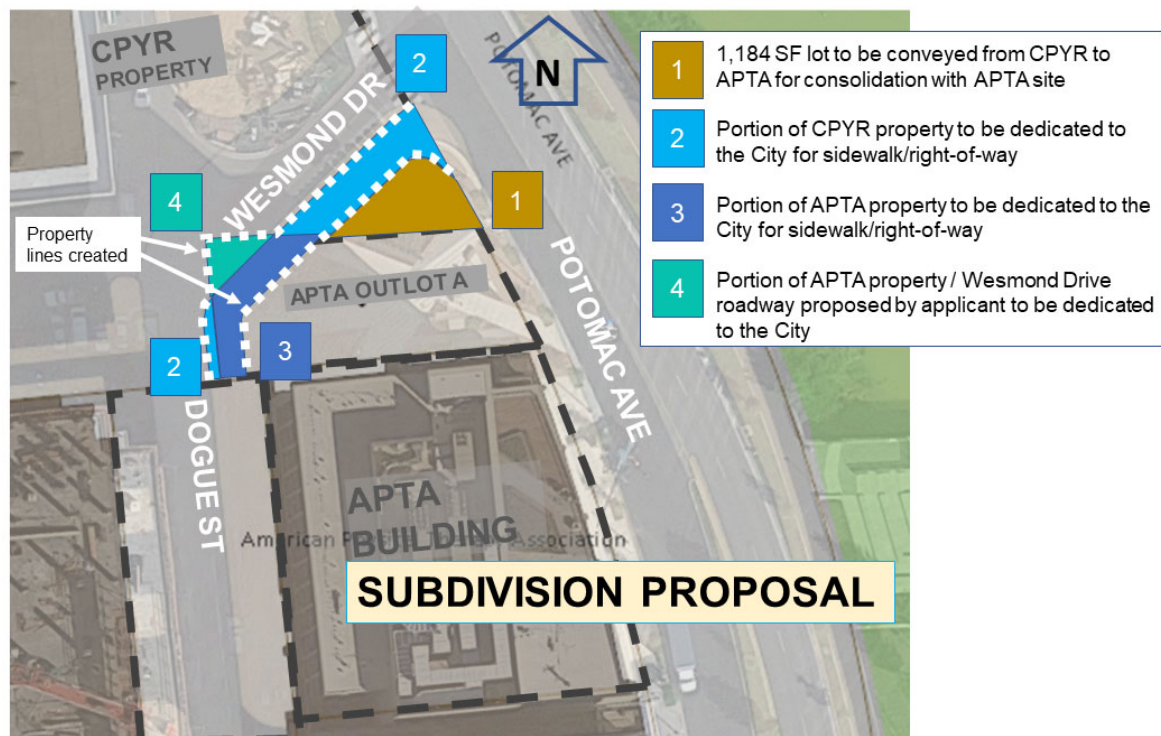 CPYR
PROPERTY
2
N
POTOMAC AVE
WESMOND DR
4
1
Property
lines created
APTA OUTLOT A
POTOMAC AVE
2
3
DOGUE ST
APTA
BUILDING
American Physical Therapy Association
SUBDIVISION PROPOSAL
1
1,184 SF lot to be conveyed from CPYR to
APTA for consolidation with APTA site
2
Portion of CPYR property to be dedicated to
the City for sidewalk/right-of-way
3
Portion of APTA property to be dedicated to the
City for sidewalk/right-of-way
4
Portion of APTA property / Wesmond Drive
roadway proposed by applicant to be dedicated
to the City